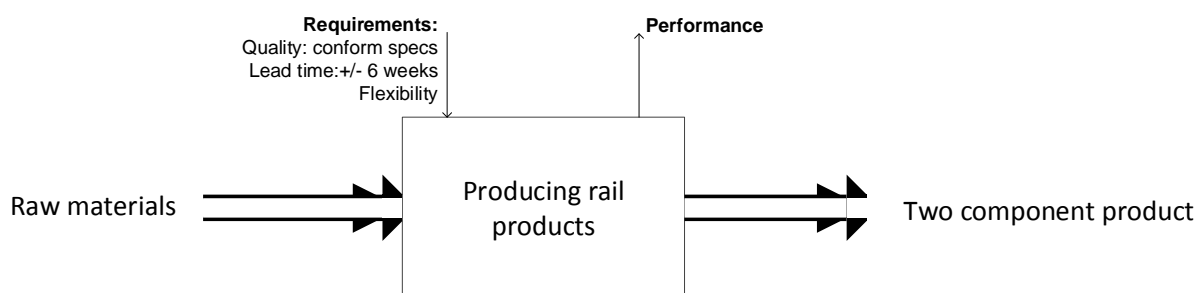 Requirements:
Quality: conform specs
Lead time:+/- 6 weeks
Flexibility
Performance
Raw materials
Producing rail
products
Two component product